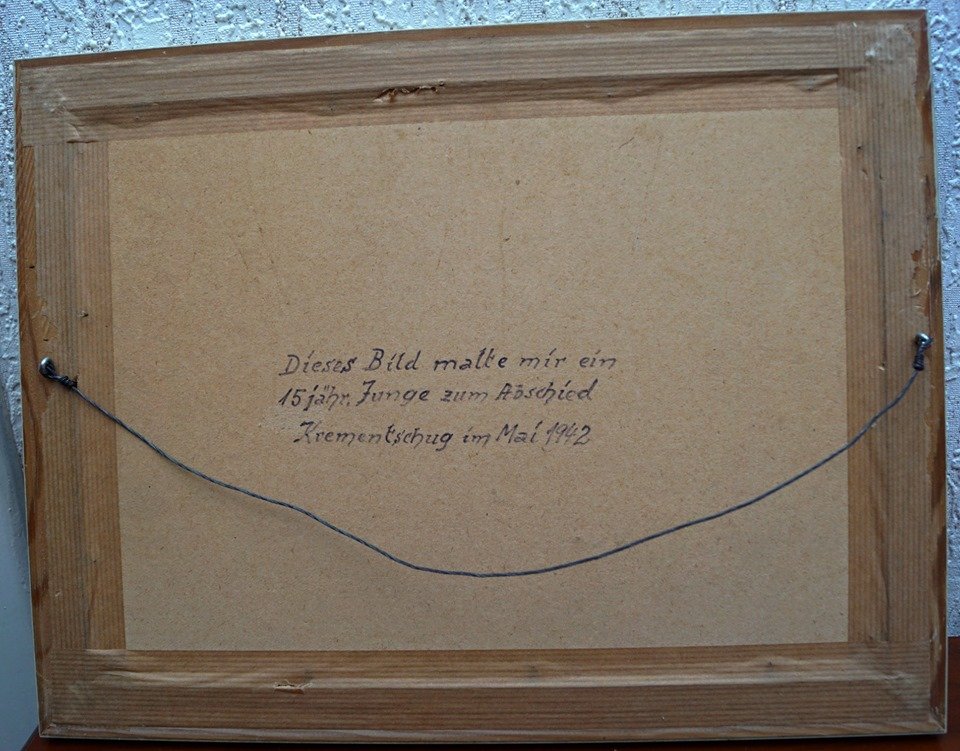 Dieses Bild malte mir ein
15jähr. Junge zum Abschied
Krementschug im Mai 1942